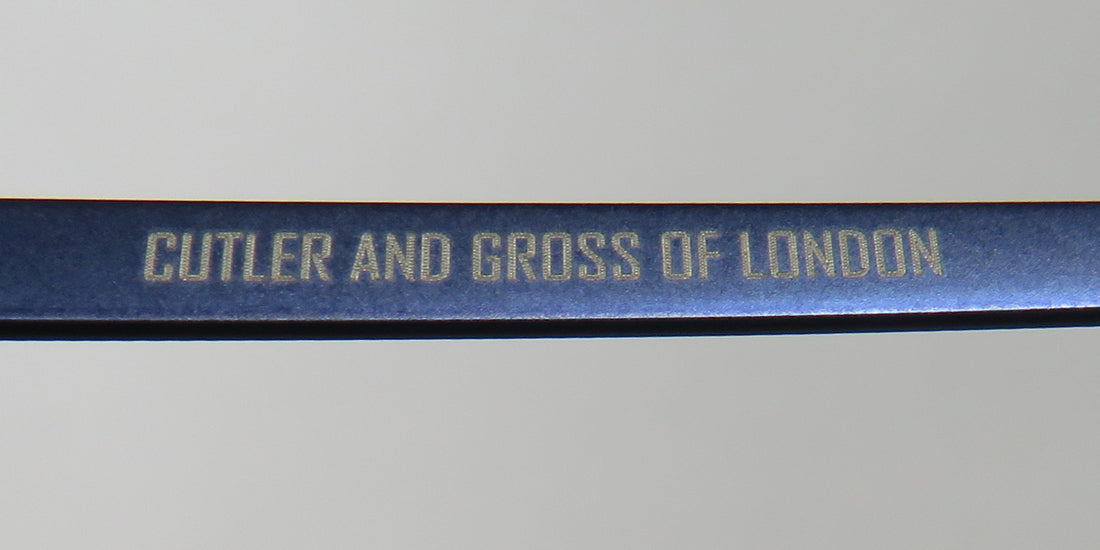 CUTLER AND GROSS OF LONDON